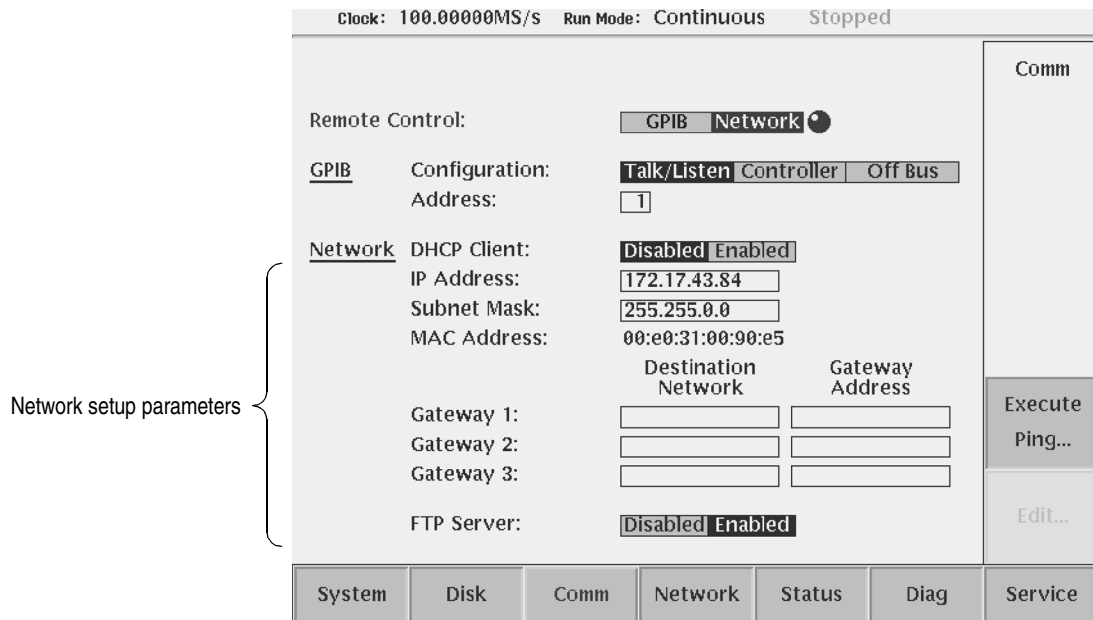 Clock: 100.00000MS/s Run Mode: Continuous Stopped
Comm
Remote Control: GPIB Network
GPIB Configuration: Talk/Listen Controller Off Bus
Address: 1
Network DHCP Client: Disabled Enabled
IP Address: 172.17.43.84
Subnet Mask: 255.255.0.0
MAC Address: 00:e0:31:00:90:e5
Destination Network Gateway Address
Network setup parameters
Gateway 1:
Gateway 2:
Gateway 3:
Execute Ping...
FTP Server: Disabled Enabled
Edit...
System Disk Comm Network Status Diag Service